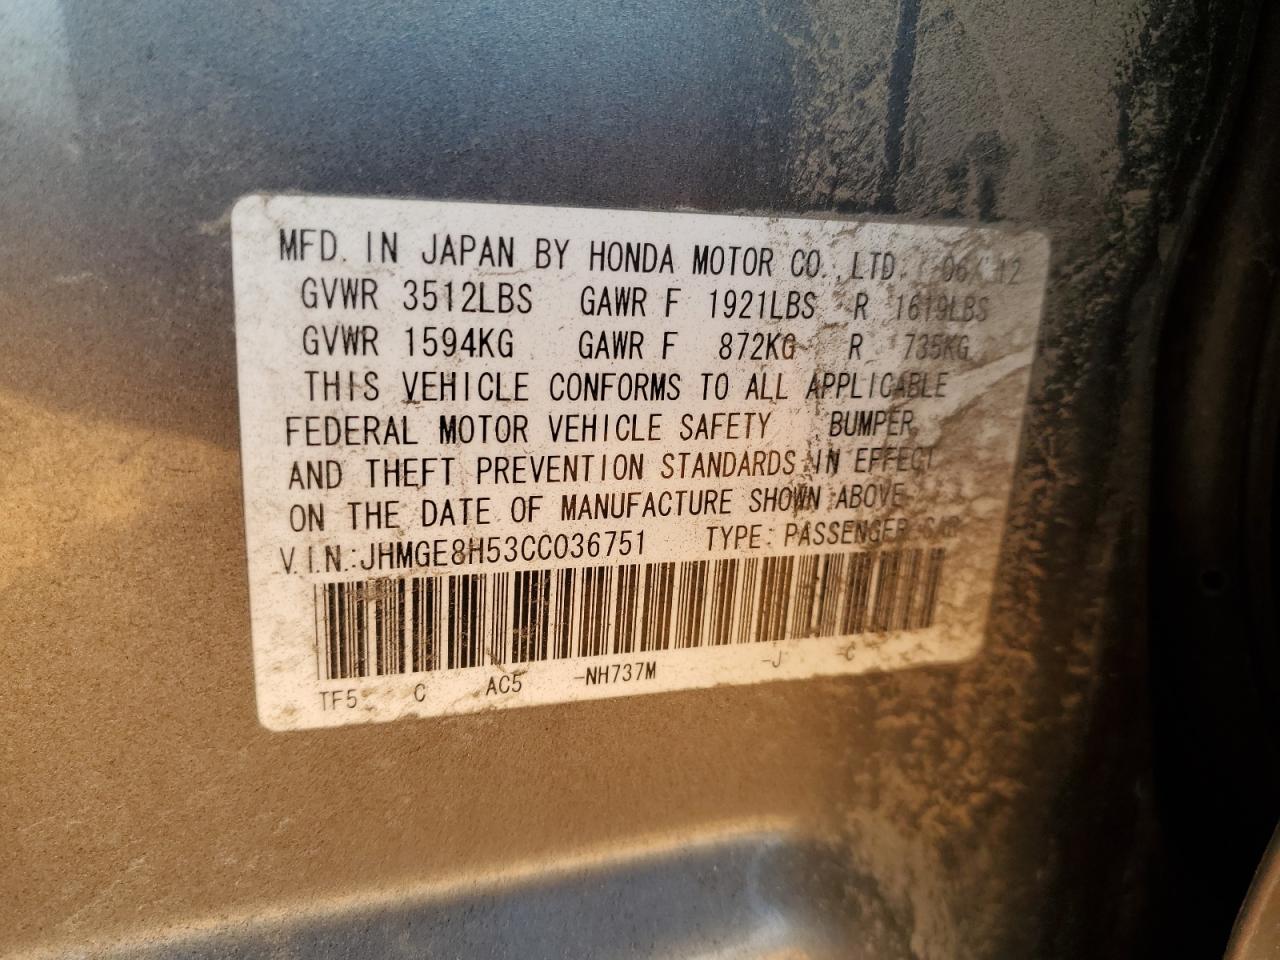 MFD. IN JAPAN BY HONDA MOTOR CO., LTD. 06/12
GVWR 3512LBS GAWR F 1921LBS R 1619LBS
GVWR 1594KG GAWR F 872KG R 735KG
THIS VEHICLE CONFORMS TO ALL APPLICABLE
FEDERAL MOTOR VEHICLE SAFETY BUMPER
AND THEFT PREVENTION STANDARDS IN EFFECT
ON THE DATE OF MANUFACTURE SHOWN ABOVE
V.I.N.:JHMGE8H53CC036751 TYPE: PASSENGER CAR
TF5 C AC5 -NH737M -J C